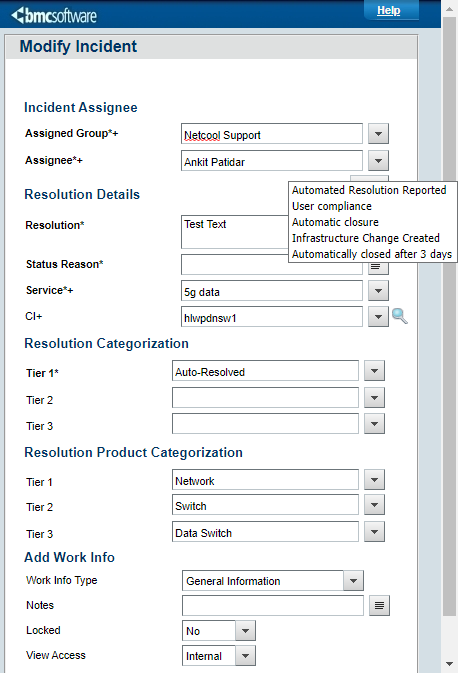 bmcsoftware
Help
Modify Incident
Incident Assignee
Assigned Group*+ Netcool Support
Assignee*+ Ankit Patidar
Automated Resolution Reported
User compliance
Automatic closure
Infrastructure Change Created
Automatically closed after 3 days
Resolution Details
Resolution* Test Text
Status Reason*
Service*+ 5g data
CI+ hlwpdnsw1
Resolution Categorization
Tier 1* Auto-Resolved
Tier 2
Tier 3
Resolution Product Categorization
Tier 1 Network
Tier 2 Switch
Tier 3 Data Switch
Add Work Info
Work Info Type General Information
Notes
Locked No
View Access Internal